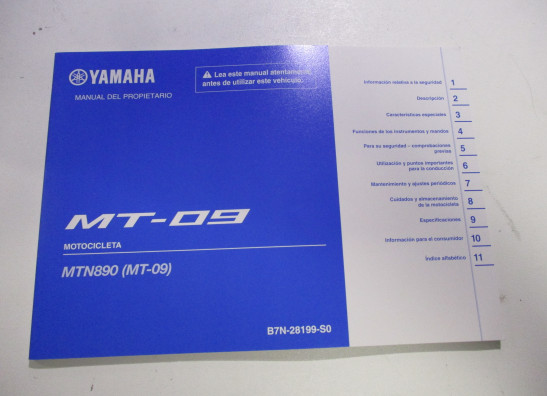 YAMAHA
MANUAL DEL PROPIETARIO
Lea este manual atentamente
antes de utilizar este vehículo.
MT-09
MOTOCICLETA
MTN890 (MT-09)
B7N-28199-S0
Información relativa a la seguridad 1
Descripción 2
Características especiales 3
Funciones de los instrumentos y mandos 4
Para su seguridad – comprobaciones
previas 5
Utilización y puntos importantes
para la conducción 6
Mantenimiento y ajustes periódicos 7
Cuidados y almacenamiento
de la motocicleta 8
Especificaciones 9
Información para el consumidor 10
Índice alfabético 11